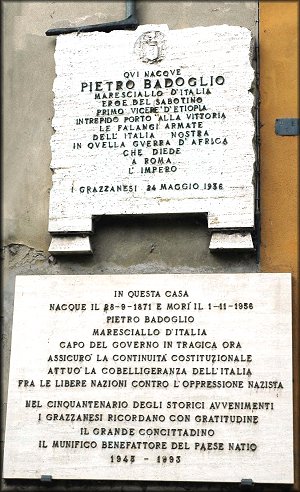 QVI NACQVE
PIETRO BADOGLIO
MARESCIALLO D'ITALIA
EROE DEL SABOTINO
PRIMO VICERE' D'ETIOPIA
INTREPIDO PORTO' ALLA VITTORIA
LE FALANGI ARMATE
DELL'ITALIA NOSTRA
IN QVELLA GVERRA D'AFRICA
CHE DIEDE
A ROMA
L'IMPERO
I GRAZZANESI 24 MAGGIO 1936
IN QUESTA CASA
NACQUE IL 28-9-1871 E MORI' IL 1-11-1956
PIETRO BADOGLIO
MARESCIALLO D'ITALIA
CAPO DEL GOVERNO IN TRAGICA ORA
ASSICURO' LA CONTINUITA' COSTITUZIONALE
ATTUO' LA COBELLIGERANZA DELL'ITALIA
FRA LE LIBERE NAZIONI CONTRO L'OPPRESSIONE NAZISTA
NEL CINQUANTENARIO DEGLI STORICI AVVENIMENTI
I GRAZZANESI RICORDANO CON GRATITUDINE
IL GRANDE CONCITTADINO
IL MUNIFICO BENEFATTORE DEL PAESE NATIO
1943 - 1993